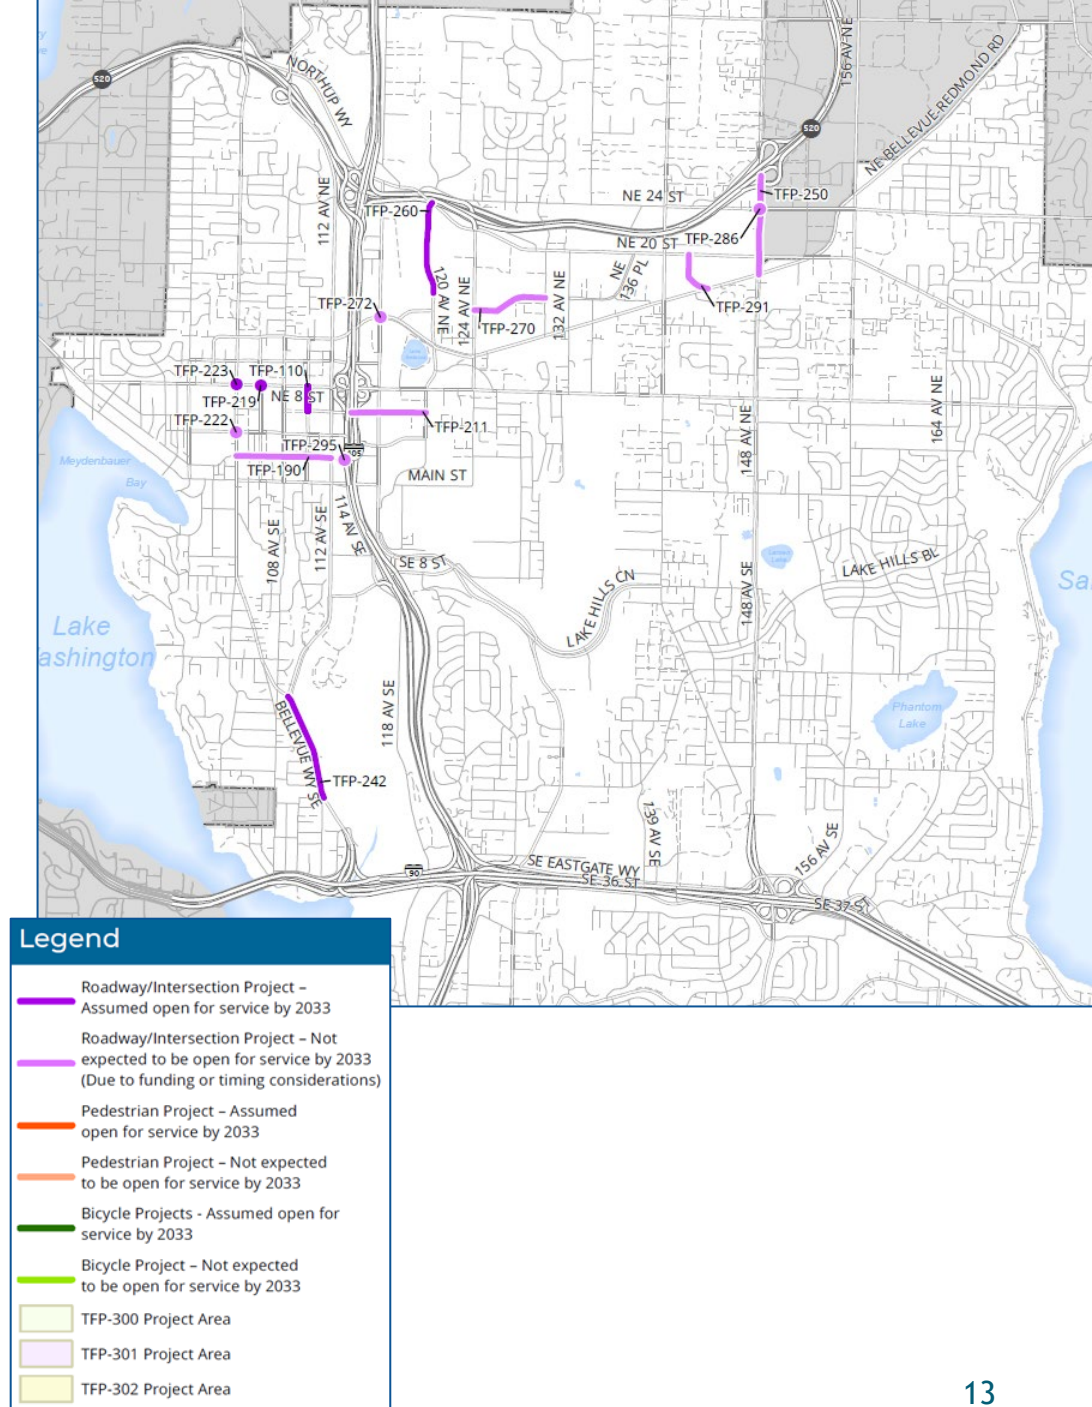 156 AV NE
NORTHUP WY
520
520
NE BELLEVUE-REDMOND RD
112 AV NE
NE 24 ST
TFP-250
TFP-260
TFP-286
NE 20 ST
NE
136 PL
120 AV NE
124 AV NE
132 AV NE
TFP-291
TFP-272
TFP-270
TFP-223
TFP-110
TFP-219
NE 8 ST
164 AV NE
TFP-222
TFP-211
148 AV NE
TFP-295
405
TFP-190
MAIN ST
Meydenbauer
Bay
114 AV SE
108 AV SE
112 AV SE
SE 8 ST
LAKE HILLS BL
148 AV SE
LAKE HILLS CN
Sa
Lake
ashington
118 AV SE
Phantom
Lake
BELLEVUE WY SE
TFP-242
139 AV SE
156 AV SE
90
SE EASTGATE WY
SE 36 ST
SE 37 ST
Legend
Roadway/Intersection Project –
Assumed open for service by 2033
Roadway/Intersection Project – Not
expected to be open for service by 2033
(Due to funding or timing considerations)
Pedestrian Project – Assumed
open for service by 2033
Pedestrian Project – Not expected
to be open for service by 2033
Bicycle Projects - Assumed open for
service by 2033
Bicycle Project – Not expected
to be open for service by 2033
TFP-300 Project Area
TFP-301 Project Area
TFP-302 Project Area
13